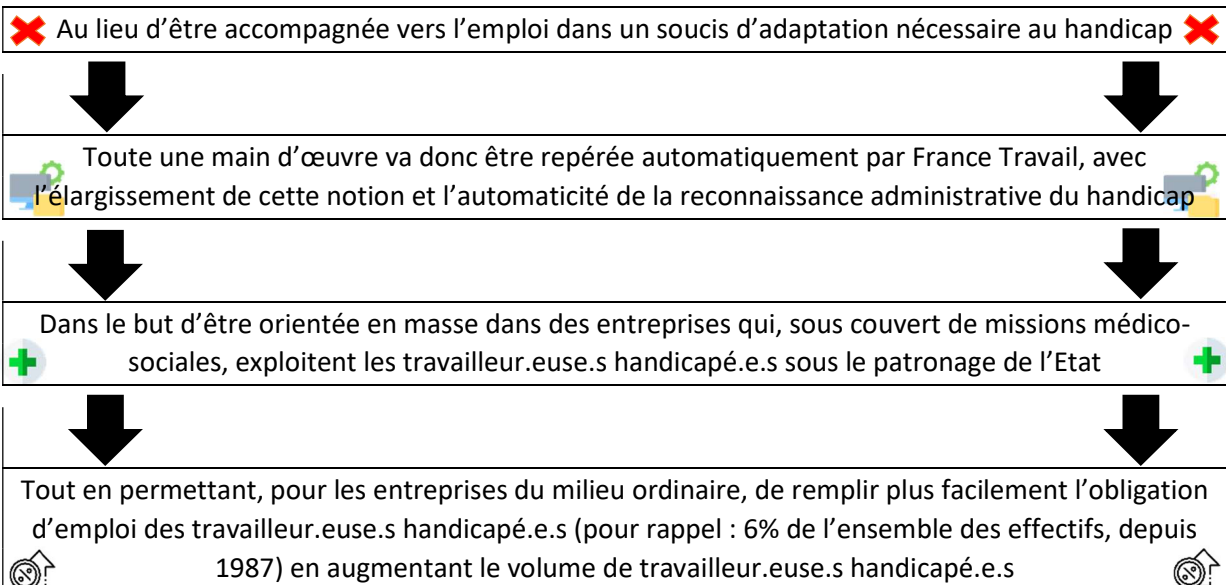 Au lieu d’être accompagnée vers l’emploi dans un soucis d’adaptation nécessaire au handicap
Toute une main d’œuvre va donc être repérée automatiquement par France Travail, avec
l’élargissement de cette notion et l’automaticité de la reconnaissance administrative du handicap
Dans le but d’être orientée en masse dans des entreprises qui, sous couvert de missions médico-
sociales, exploitent les travailleur.euse.s handicapé.e.s sous le patronage de l’Etat
Tout en permettant, pour les entreprises du milieu ordinaire, de remplir plus facilement l’obligation
d’emploi des travailleur.euse.s handicapé.e.s (pour rappel : 6% de l’ensemble des effectifs, depuis
1987) en augmentant le volume de travailleur.euse.s handicapé.e.s